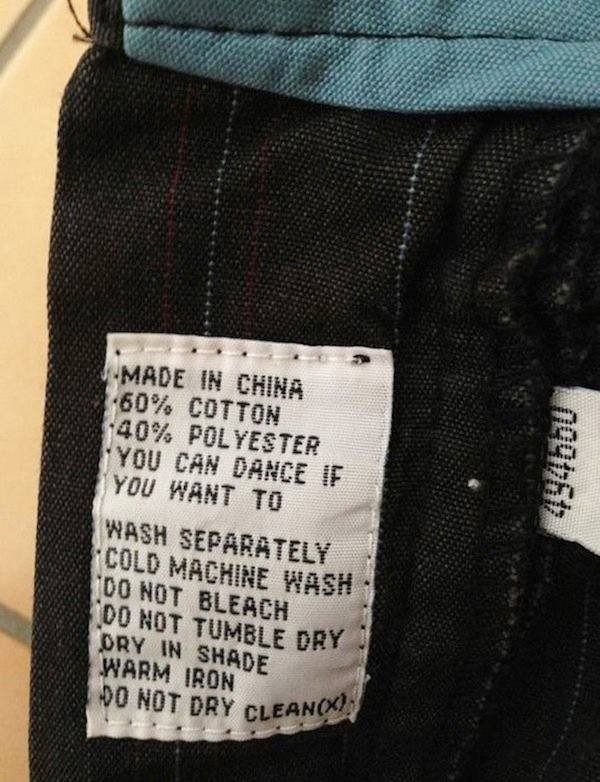 MADE IN CHINA
60% COTTON
40% POLYESTER
YOU CAN DANCE IF
YOU WANT TO
WASH SEPARATELY
COLD MACHINE WASH
DO NOT BLEACH
DO NOT TUMBLE DRY
DRY IN SHADE
WARM IRON
DO NOT DRY CLEAN(X)